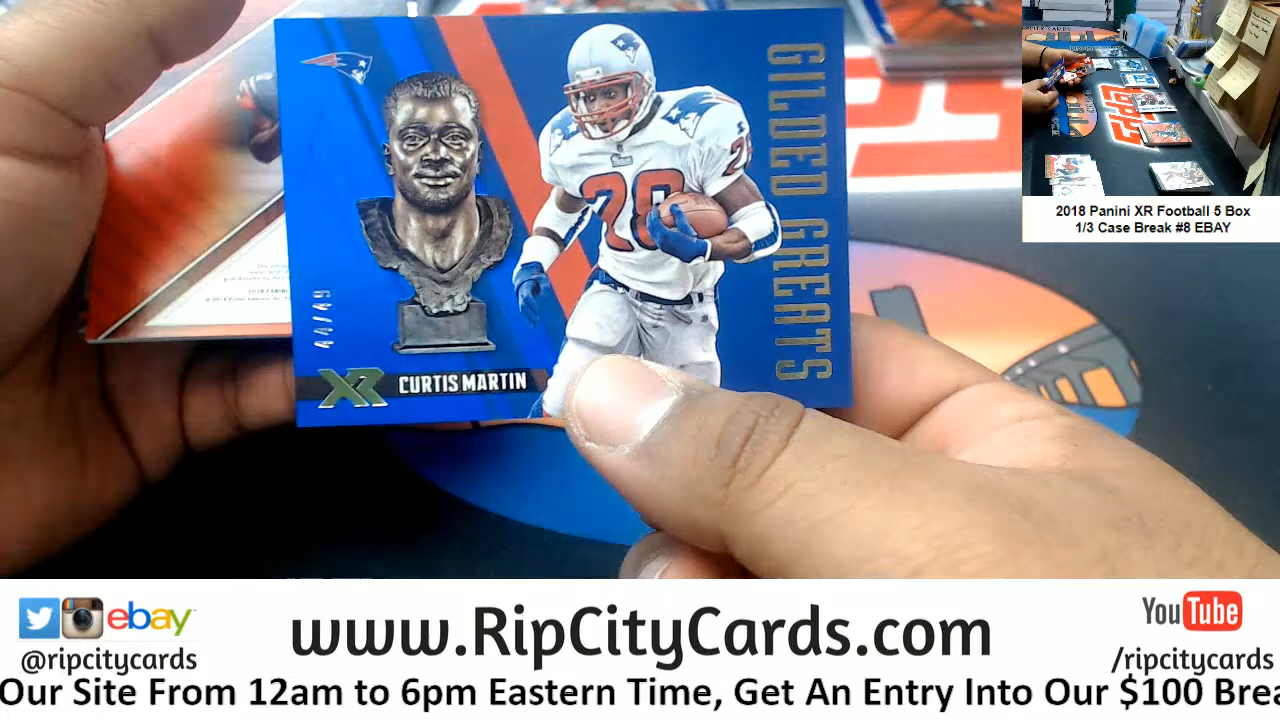 GILDED GREATS
28
28
44/49
XR
CURTIS MARTIN
2018 Panini XR Football 5 Box
1/3 Case Break #8 EBAY
ebay
@ripcitycards
www.RipCityCards.com
YouTube
/ripcitycards
Our Site From 12am to 6pm Eastern Time, Get An Entry Into Our $100 Brea